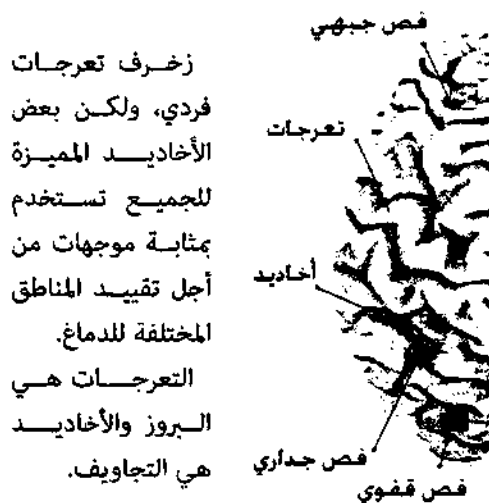 زخرف تعرجات
فردي، ولكن بعض
الأخاديد المميزة
للجميع تستخدم
بمثابة موجهات من
أجل تقييد المناطق
المختلفة للدماغ.
التعرجات هي
البروز والأخاديد
هي التجاويف.
فص جبهي
تعرجات
أخاديد
فص جداري
فص قفوي